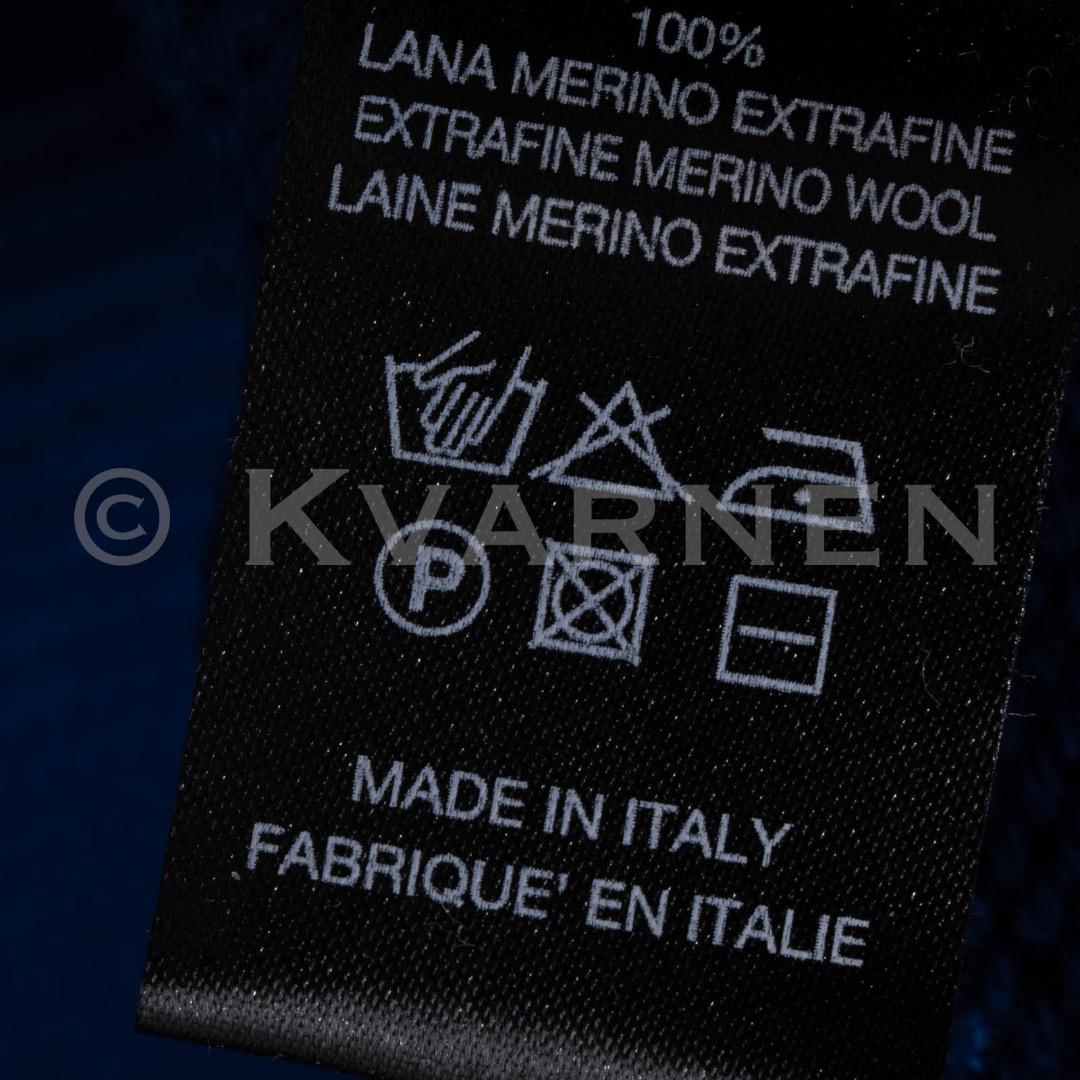 100%
LANA MERINO EXTRAFINE
EXTRAFINE MERINO WOOL
LAINE MERINO EXTRAFINE
© KVARNEN
P
MADE IN ITALY
FABRIQUE' EN ITALIE